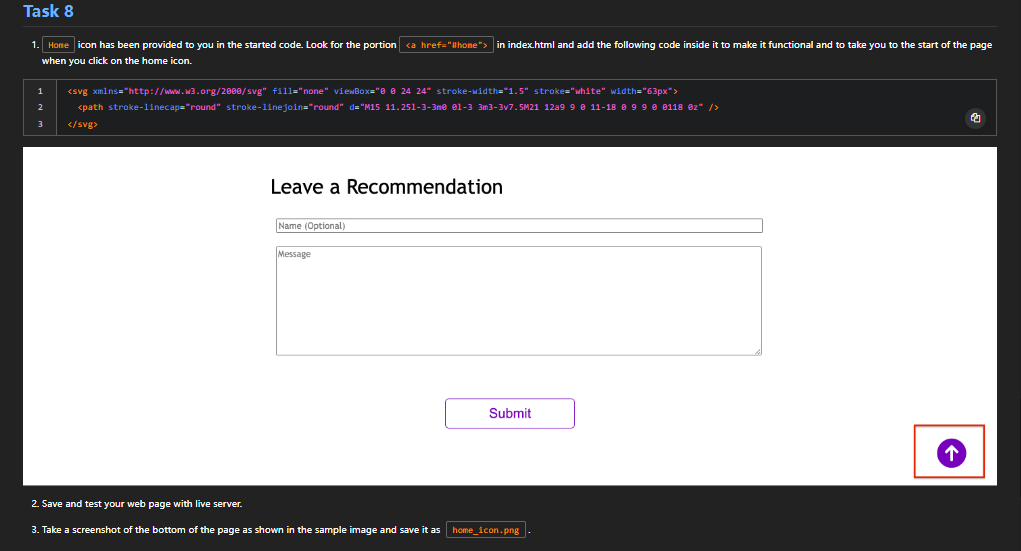 Task 8
1. Home icon has been provided to you in the started code. Look for the portion <a href="#home"> in index.html and add the following code inside it to make it functional and to take you to the start of the page
when you click on the home icon.
1 <svg xmlns="http://www.w3.org/2000/svg" fill="none" viewBox="0 0 24 24" stroke-width="1.5" stroke="white" width="63px">
2 <path stroke-linecap="round" stroke-linejoin="round" d="M15 11.25l-3-3m0 0l-3 3m3-3v7.5M21 12a9 9 0 11-18 0 9 9 0 0118 0z" />
3 </svg>
Leave a Recommendation
Name (Optional)
Message
Submit
2. Save and test your web page with live server.
3. Take a screenshot of the bottom of the page as shown in the sample image and save it as home_icon.png .